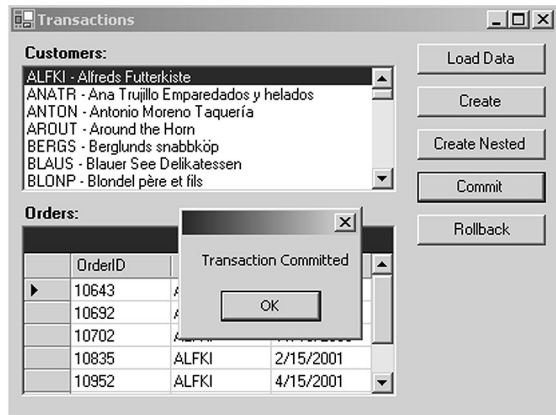 Transactions
Customers:
ALFKI - Alfreds Futterkiste
ANATR - Ana Trujillo Emparedados y helados
ANTON - Antonio Moreno Taquería
AROUT - Around the Horn
BERGS - Berglunds snabbköp
BLAUS - Blauer See Delikatessen
BLONP - Blondel père et fils
Load Data
Create
Create Nested
Commit
Rollback
Orders:
Transaction Committed
OK
OrderID
10643
10692
10702
10835 ALFKI 2/15/2001
10952 ALFKI 4/15/2001